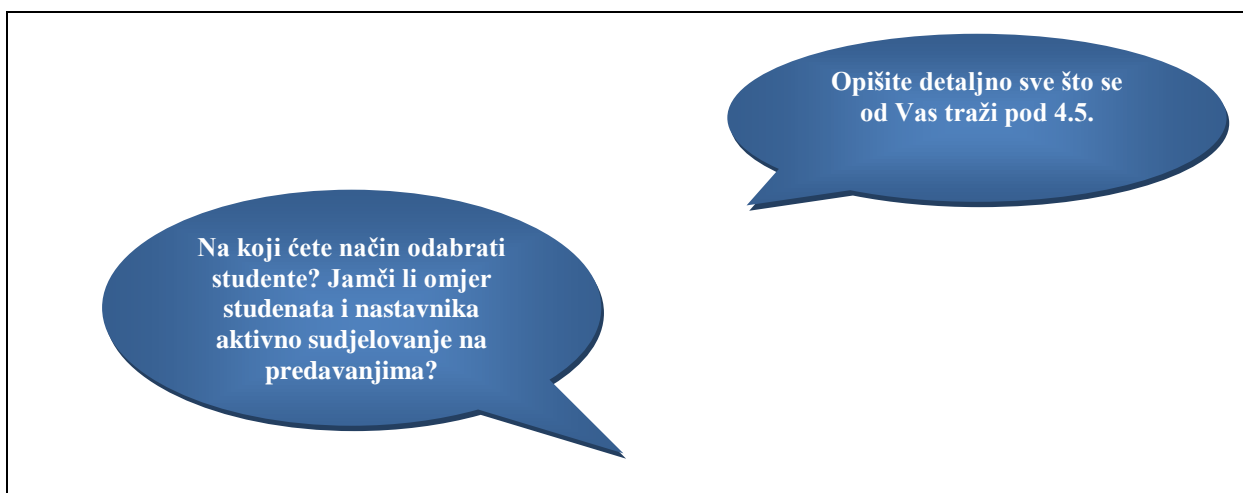 Opišite detaljno sve što se
od Vas traži pod 4.5.
Na koji ćete način odabrati
studente? Jamči li omjer
studenata i nastavnika
aktivno sudjelovanje na
predavanjima?